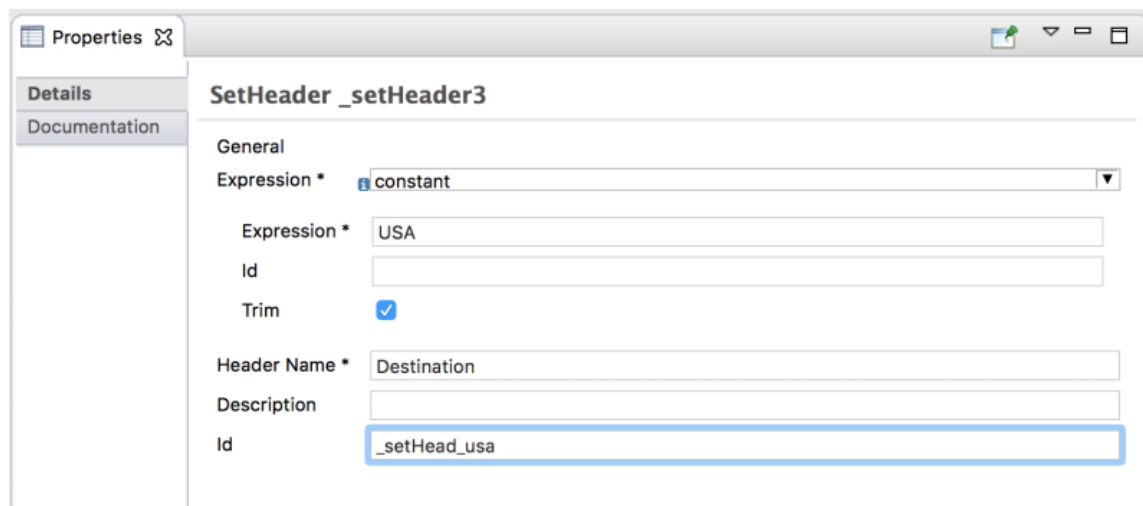 Properties
Details
Documentation
SetHeader _setHeader3
General
Expression * constant
Expression * USA
Id
Trim
Header Name * Destination
Description
Id _setHead_usa